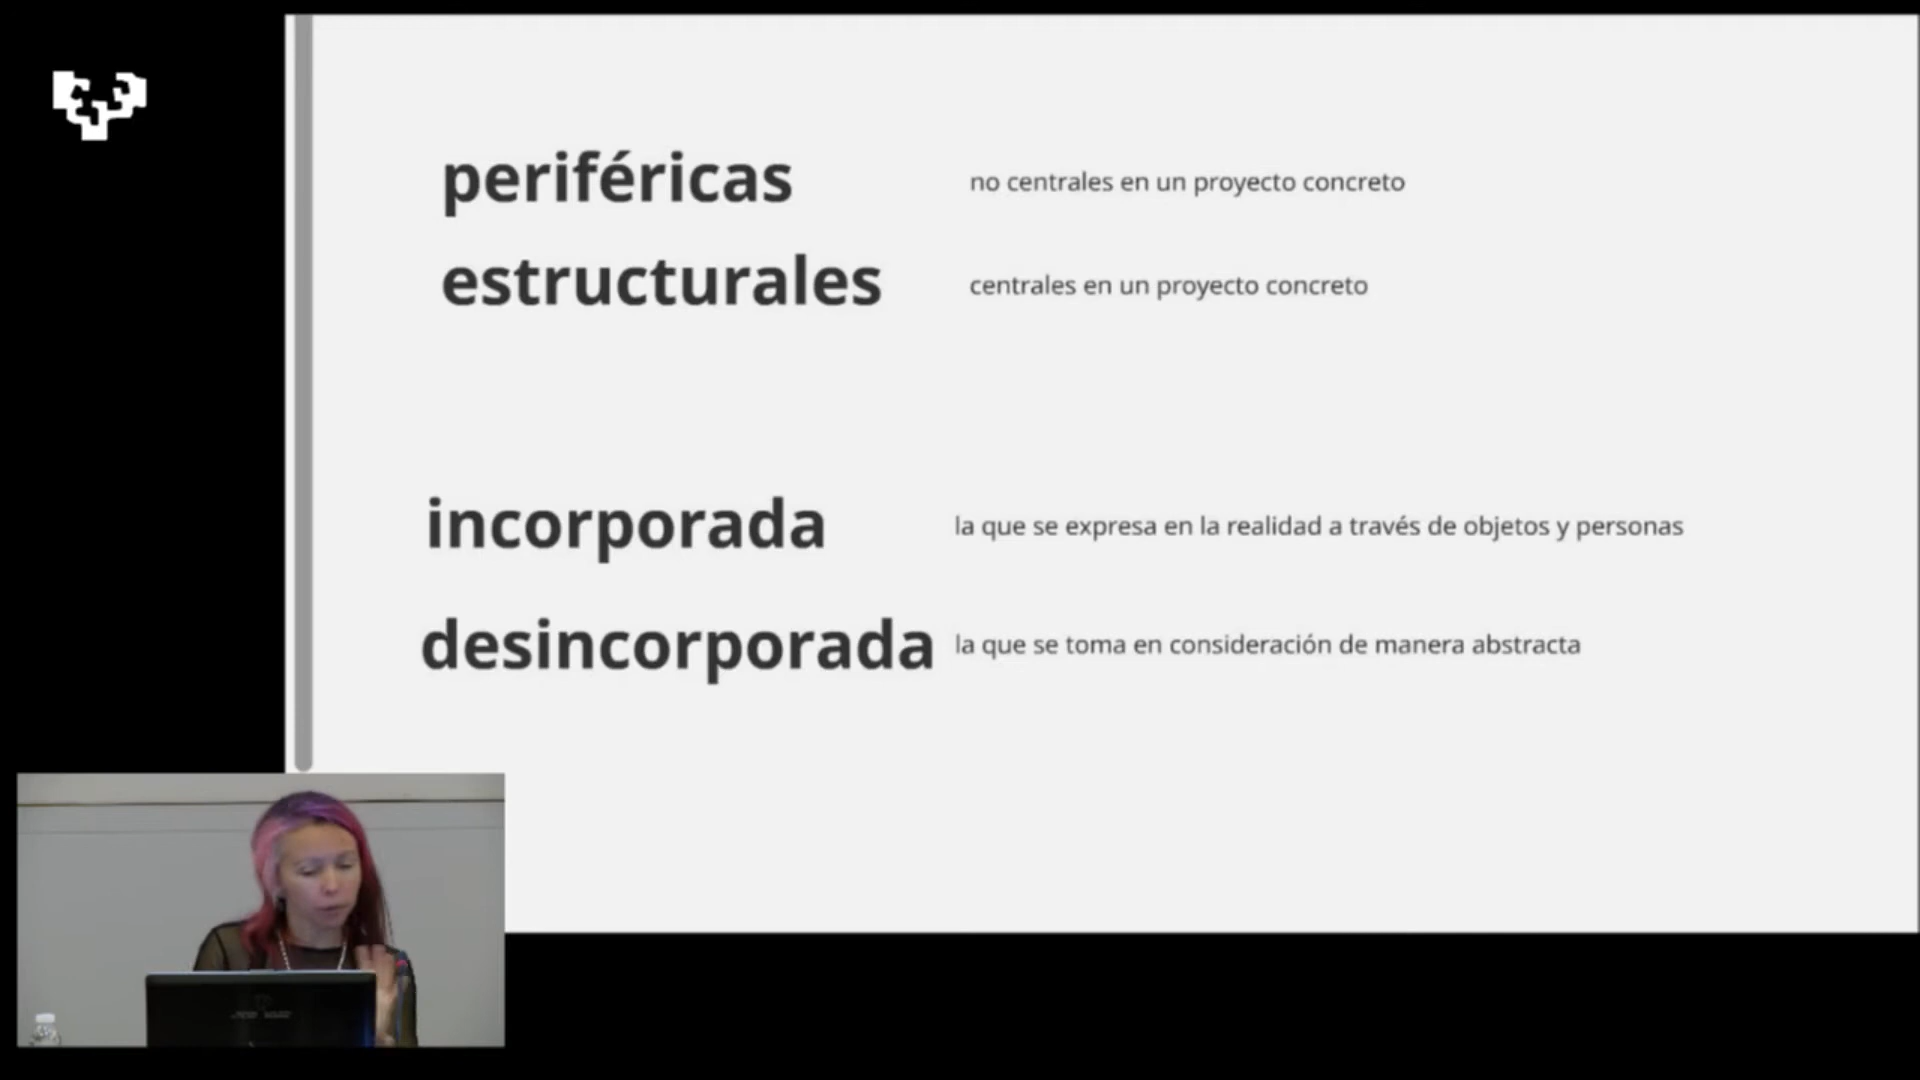 periféricas no centrales en un proyecto concreto
estructurales centrales en un proyecto concreto
incorporada la que se expresa en la realidad a través de objetos y personas
desincorporada la que se toma en consideración de manera abstracta